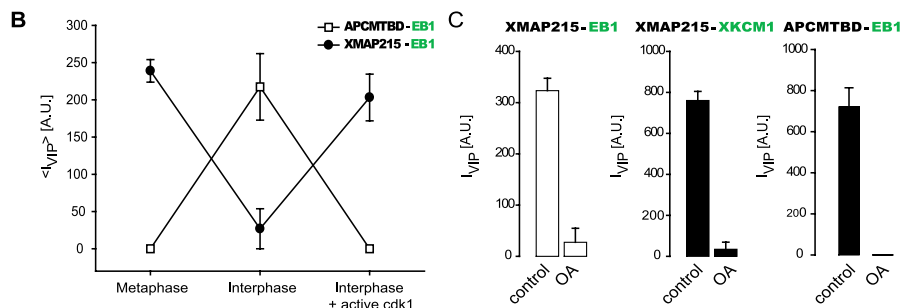 B
APCMTBD-EB1
XMAP215-EB1
<I_VIP> [A.U.]
300
250
200
150
100
50
0
Metaphase
Interphase
Interphase
+ active cdk1
C
XMAP215-EB1
I_VIP [A.U.]
400
300
200
100
0
control
OA
XMAP215-XKCM1
I_VIP [A.U.]
1000
800
600
400
200
0
control
OA
APCMTBD-EB1
I_VIP [A.U.]
1000
800
600
400
200
0
control
OA